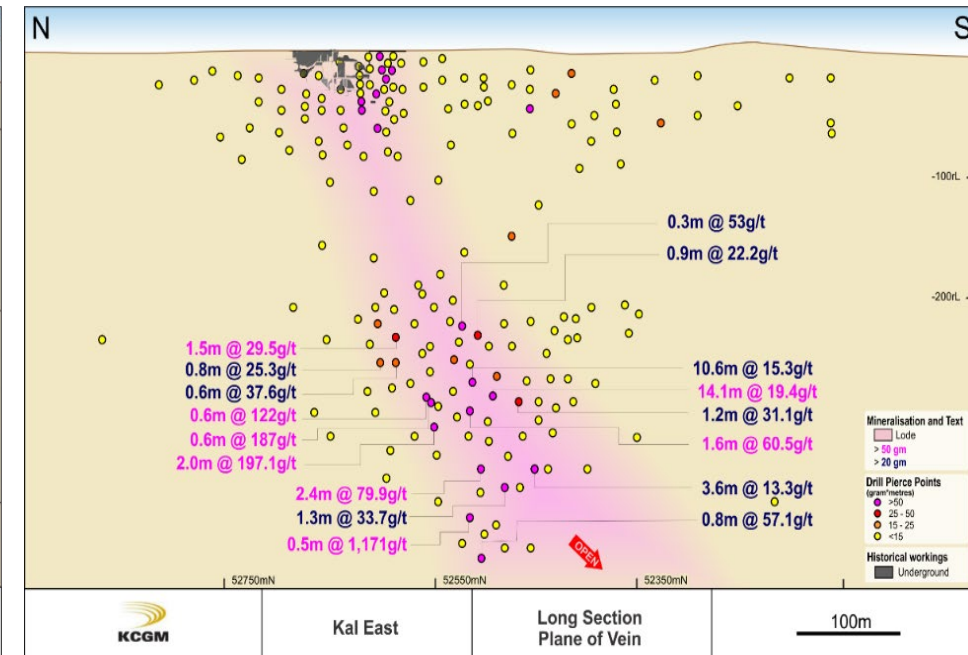 N
S
-100rL
-200rL
0.3m @ 53g/t
0.9m @ 22.2g/t
1.5m @ 29.5g/t
0.8m @ 25.3g/t
0.6m @ 37.6g/t
0.6m @ 122g/t
0.6m @ 187g/t
2.0m @ 197.1g/t
2.4m @ 79.9g/t
1.3m @ 33.7g/t
0.5m @ 1,171g/t
10.6m @ 15.3g/t
14.1m @ 19.4g/t
1.2m @ 31.1g/t
1.6m @ 60.5g/t
3.6m @ 13.3g/t
0.8m @ 57.1g/t
OPEN
Mineralisation and Text
Lode
> 50 gm
> 20 gm
Drill Pierce Points
(gram*metres)
>50
25 - 50
15 - 25
<15
Historical workings
Underground
52750mN
52550mN
52350mN
KCGM
Kal East
Long Section
Plane of Vein
100m